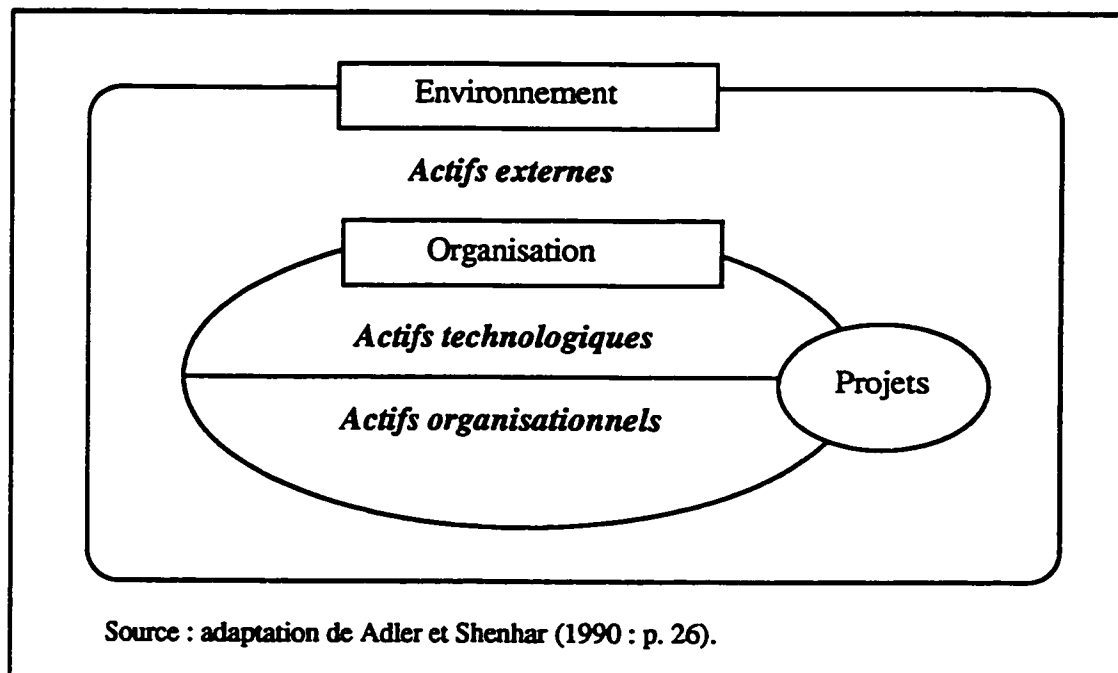 Environnement
Actifs externes
Organisation
Actifs technologiques
Projets
Actifs organisationnels
Source : adaptation de Adler et Shenhar (1990 : p. 26).